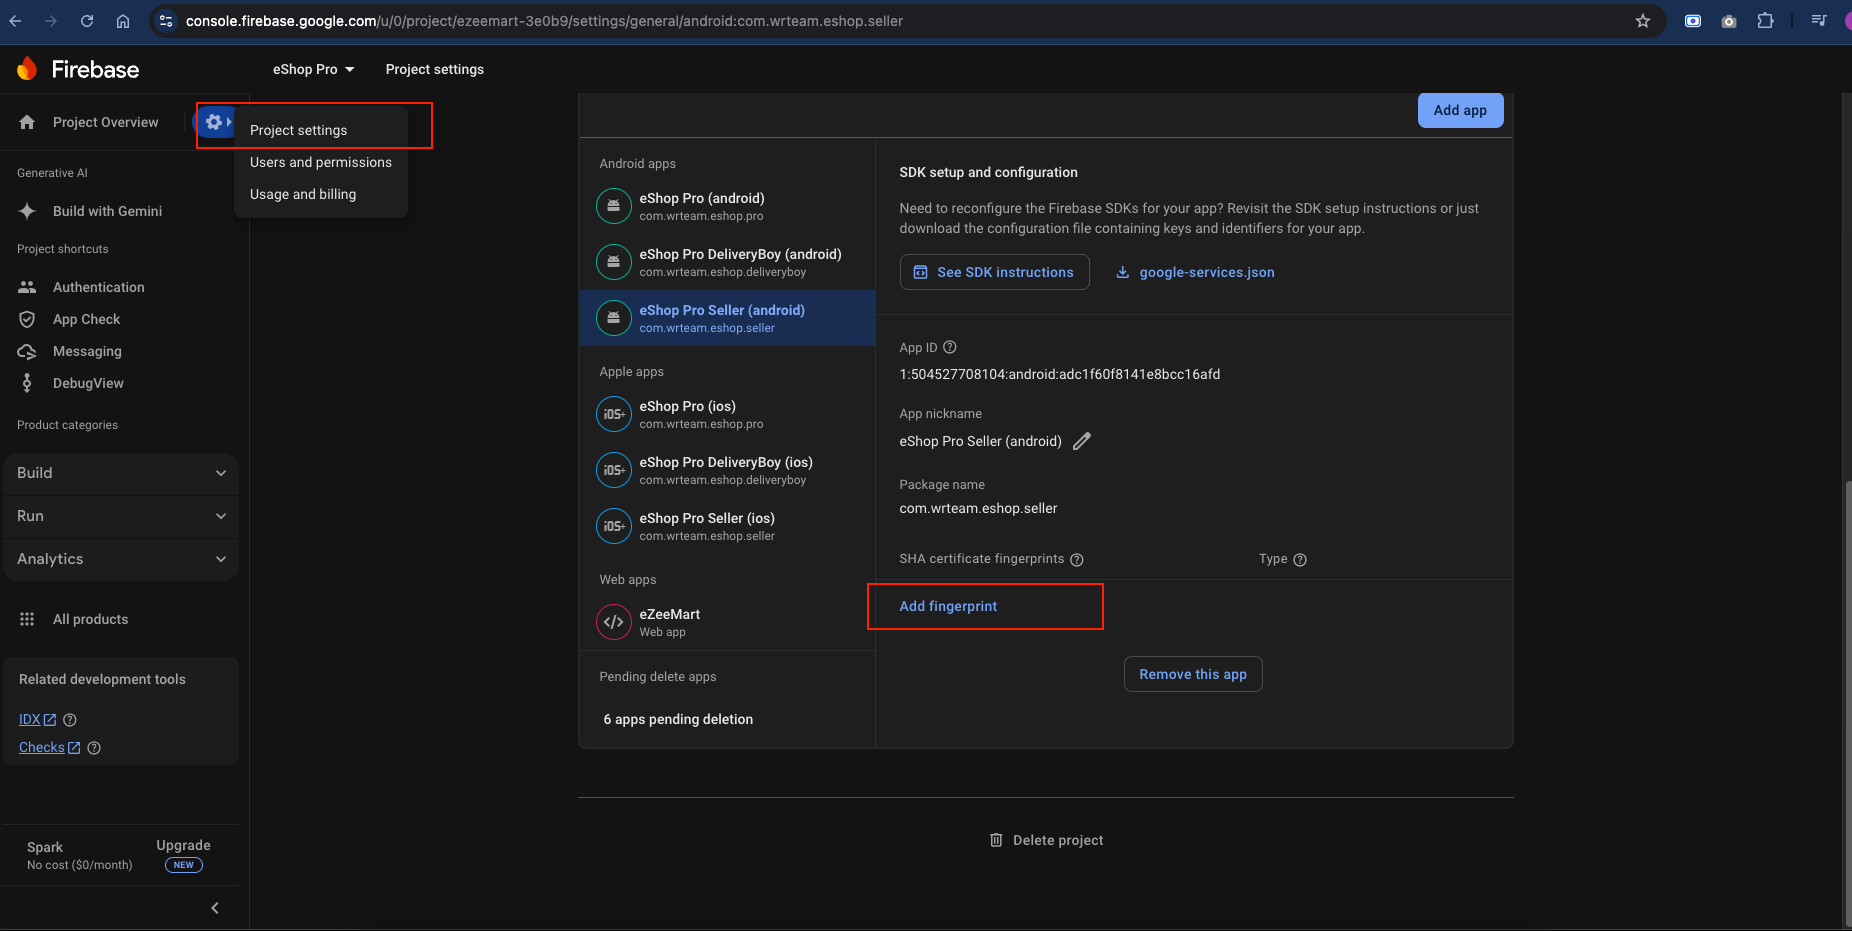 console.firebase.google.com/u/0/project/ezeemart-3e0b9/settings/general/android:com.wrteam.eshop.seller
Firebase
eShop Pro
Project settings
Project Overview
Project settings
Users and permissions
Usage and billing
Generative AI
Build with Gemini
Project shortcuts
Authentication
App Check
Messaging
DebugView
Product categories
Build
Run
Analytics
All products
Related development tools
IDX
Checks
Spark
No cost ($0/month)
Upgrade
NEW
Add app
Android apps
eShop Pro (android)
com.wrteam.eshop.pro
eShop Pro DeliveryBoy (android)
com.wrteam.eshop.deliveryboy
eShop Pro Seller (android)
com.wrteam.eshop.seller
Apple apps
iOS+
eShop Pro (ios)
com.wrteam.eshop.pro
iOS+
eShop Pro DeliveryBoy (ios)
com.wrteam.eshop.deliveryboy
iOS+
eShop Pro Seller (ios)
com.wrteam.eshop.seller
Web apps
eZeeMart
Web app
Pending delete apps
6 apps pending deletion
SDK setup and configuration
Need to reconfigure the Firebase SDKs for your app? Revisit the SDK setup instructions or just
download the configuration file containing keys and identifiers for your app.
See SDK instructions
google-services.json
App ID
1:504527708104:android:adc1f60f8141e8bcc16afd
App nickname
eShop Pro Seller (android)
Package name
com.wrteam.eshop.seller
SHA certificate fingerprints
Type
Add fingerprint
Remove this app
Delete project